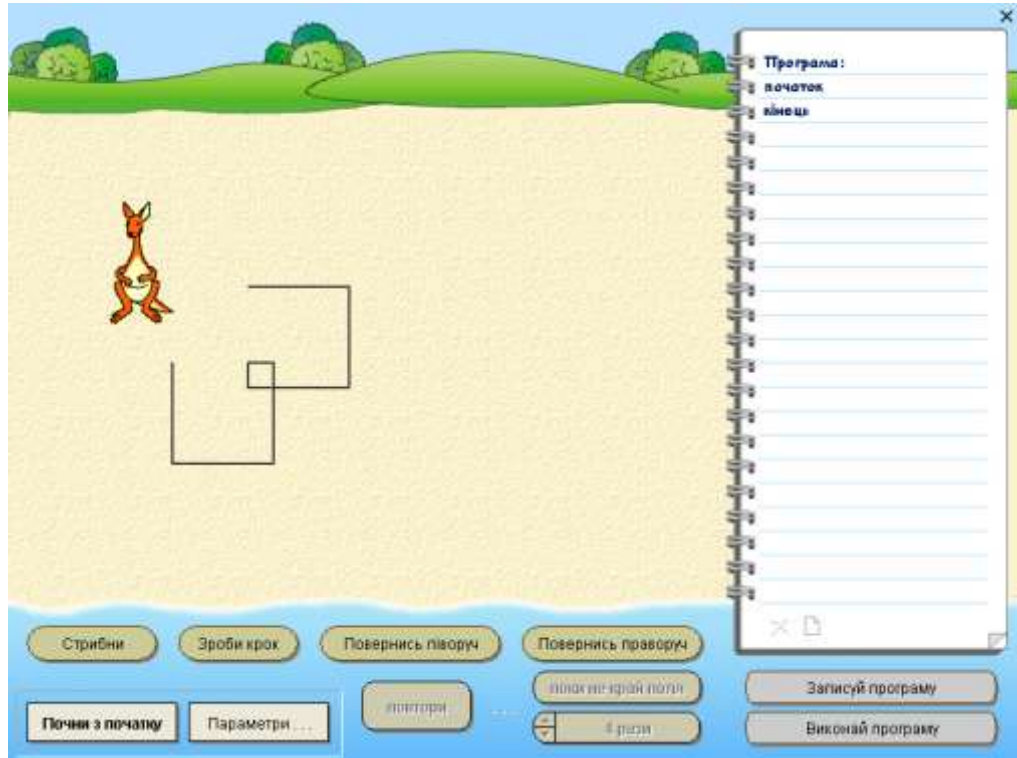 Програма:
початок
кінець
Стрибни
Зроби крок
Повернись ліворуч
Повернись праворуч
поки не край поля
повтори
....
4 рази
Почни з початку
Параметри ...
Записуй програму
Виконай програму